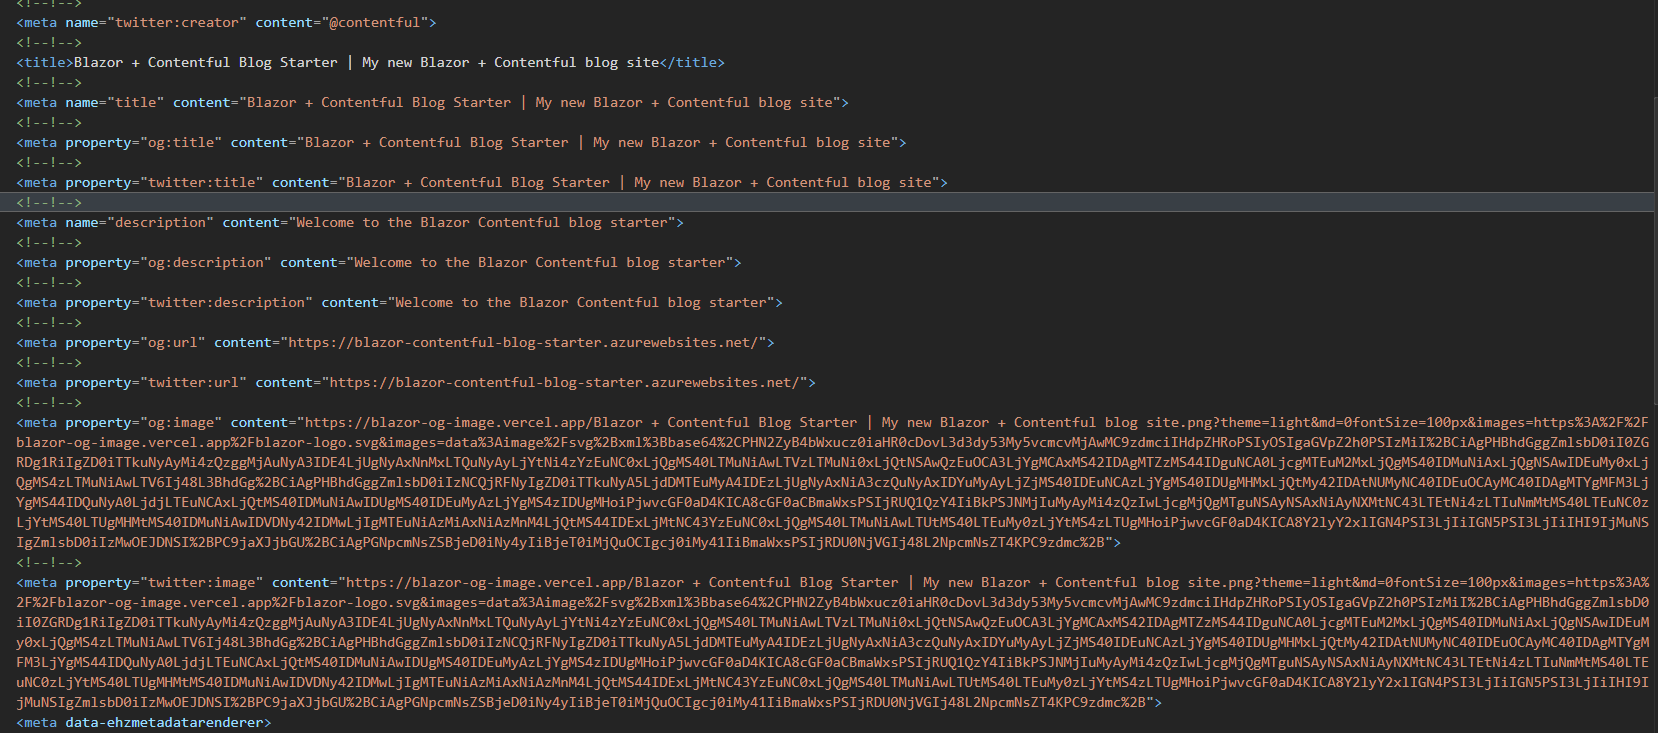 <!--!-->
<meta name="twitter:creator" content="@contentful">
<!--!-->
<title>Blazor + Contentful Blog Starter | My new Blazor + Contentful blog site</title>
<!--!-->
<meta name="title" content="Blazor + Contentful Blog Starter | My new Blazor + Contentful blog site">
<!--!-->
<meta property="og:title" content="Blazor + Contentful Blog Starter | My new Blazor + Contentful blog site">
<!--!-->
<meta property="twitter:title" content="Blazor + Contentful Blog Starter | My new Blazor + Contentful blog site">
<!--!-->
<meta name="description" content="Welcome to the Blazor Contentful blog starter">
<!--!-->
<meta property="og:description" content="Welcome to the Blazor Contentful blog starter">
<!--!-->
<meta property="twitter:description" content="Welcome to the Blazor Contentful blog starter">
<!--!-->
<meta property="og:url" content="https://blazor-contentful-blog-starter.azurewebsites.net/">
<!--!-->
<meta property="twitter:url" content="https://blazor-contentful-blog-starter.azurewebsites.net/">
<!--!-->
<meta property="og:image" content="https://blazor-og-image.vercel.app/Blazor + Contentful Blog Starter | My new Blazor + Contentful blog site.png?theme=light&md=0fontSize=100px&images=https%3A%2F%2F
blazor-og-image.vercel.app%2Fblazor-logo.svg&images=data%3Aimage%2Fsvg%2Bxml%3Bbase64%2CPHN2ZyB4bWxucz0iaHR0cDovL3d3dy53My5vcmcvMjAwMC9zdmciIHdpZHRoPSIyOSIgaGVpZ2h0PSIzMiI%2BCiAgPHBhdGggZmlsbD0iI0ZG
RDg1RiIgZD0iTTkuNyAyMi4zQzggMjAuNyA3IDE4LjUgNyAxNnMxLTQuNyAyLjYtNi4zYzEuNC0xLjQgMS40LTMuNiAwLTVzLTMuNi0xLjQtNSAwQzEuOCA3LjYgMCAxMS42IDAgMTZzMS44IDguNCA0LjcgMTEuM2MxLjQgMS40IDMuNiAxLjQgNSAwIDEuMy0xLj
QgMS4zLTMuNiAwLTV6Ij48L3BhdGg%2BCiAgPHBhdGggZmlsbD0iIzNCQjRFNyIgZD0iTTkuNyA5LjdDMTEuMyA4IDEzLjUgNyAxNiA3czQuNyAxIDYuMyAyLjZjMS40IDEuNCAzLjYgMS40IDUgMHMxLjQtMy42IDAtNUMyNC40IDEuOCAyMC40IDAgMTYgMFM3Lj
YgMS44IDQuNyA0LjdjLTEuNCAxLjQtMS40IDMuNiAwIDUgMS40IDEuMyAzLjYgMS4zIDUgMHoiPjwvcGF0aD4KICA8cGF0aCBmaWxsPSIjRUQ1QzY4IiBkPSJNMjIuMyAyMi4zQzIwLjcgMjQgMTguNSAyNSAxNiAyNXMtNC43LTEtNi4zLTIuNmMtMS40LTEuNC0z
LjYtMS40LTUgMHMtMS40IDMuNiAwIDVDNy42IDMwLjIgMTEuNiAzMiAxNiAzMnM4LjQtMS44IDExLjMtNC43YzEuNC0xLjQgMS40LTMuNiAwLTUtMS40LTEuMy0zLjYtMS4zLTUgMHoiPjwvcGF0aD4KICA8Y2lyY2xlIGN4PSI3LjIiIGN5PSI3LjIiIHI9IjMuNS
IgZmlsbD0iIzMwOEJDNSI%2BPC9jaXJjbGU%2BCiAgPGNpcmNsZSBjeD0iNy4yIiBjeT0iMjQuOCIgcj0iMy41IiBmaWxsPSIjRDU0NjVGIj48L2NpcmNsZT4KPC9zdmc%2B">
<!--!-->
<meta property="twitter:image" content="https://blazor-og-image.vercel.app/Blazor + Contentful Blog Starter | My new Blazor + Contentful blog site.png?theme=light&md=0fontSize=100px&images=https%3A%
2F%2Fblazor-og-image.vercel.app%2Fblazor-logo.svg&images=data%3Aimage%2Fsvg%2Bxml%3Bbase64%2CPHN2ZyB4bWxucz0iaHR0cDovL3d3dy53My5vcmcvMjAwMC9zdmciIHdpZHRoPSIyOSIgaGVpZ2h0PSIzMiI%2BCiAgPHBhdGggZmlsbD0
iI0ZGRDg1RiIgZD0iTTkuNyAyMi4zQzggMjAuNyA3IDE4LjUgNyAxNnMxLTQuNyAyLjYtNi4zYzEuNC0xLjQgMS40LTMuNiAwLTVzLTMuNi0xLjQtNSAwQzEuOCA3LjYgMCAxMS42IDAgMTZzMS44IDguNCA0LjcgMTEuM2MxLjQgMS40IDMuNiAxLjQgNSAwIDEuM
y0xLjQgMS4zLTMuNiAwLTV6Ij48L3BhdGg%2BCiAgPHBhdGggZmlsbD0iIzNCQjRFNyIgZD0iTTkuNyA5LjdDMTEuMyA4IDEzLjUgNyAxNiA3czQuNyAxIDYuMyAyLjZjMS40IDEuNCAzLjYgMS40IDUgMHMxLjQtMy42IDAtNUMyNC40IDEuOCAyMC40IDAgMTYgM
FM3LjYgMS44IDQuNyA0LjdjLTEuNCAxLjQtMS40IDMuNiAwIDUgMS40IDEuMyAzLjYgMS4zIDUgMHoiPjwvcGF0aD4KICA8cGF0aCBmaWxsPSIjRUQ1QzY4IiBkPSJNMjIuMyAyMi4zQzIwLjcgMjQgMTguNSAyNSAxNiAyNXMtNC43LTEtNi4zLTIuNmMtMS40LTE
uNC0zLjYtMS40LTUgMHMtMS40IDMuNiAwIDVDNy42IDMwLjIgMTEuNiAzMiAxNiAzMnM4LjQtMS44IDExLjMtNC43YzEuNC0xLjQgMS40LTMuNiAwLTUtMS40LTEuMy0zLjYtMS4zLTUgMHoiPjwvcGF0aD4KICA8Y2lyY2xlIGN4PSI3LjIiIGN5PSI3LjIiIHI9I
jMuNSIgZmlsbD0iIzMwOEJDNSI%2BPC9jaXJjbGU%2BCiAgPGNpcmNsZSBjeD0iNy4yIiBjeT0iMjQuOCIgcj0iMy41IiBmaWxsPSIjRDU0NjVGIj48L2NpcmNsZT4KPC9zdmc%2B">
<meta data-ehzmetadatarenderer>